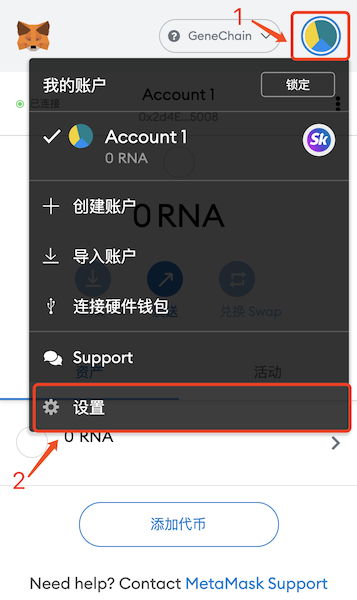 1
GeneChain
我的账户
锁定
已连接
Account 1
0x2d4E...5008
Account 1
0 RNA
Sk
创建账户
0 RNA
导入账户
连接硬件钱包
发送
兑换 Swap
Support
资产
活动
设置
0 RNA
2
添加代币
Need help? Contact MetaMask Support